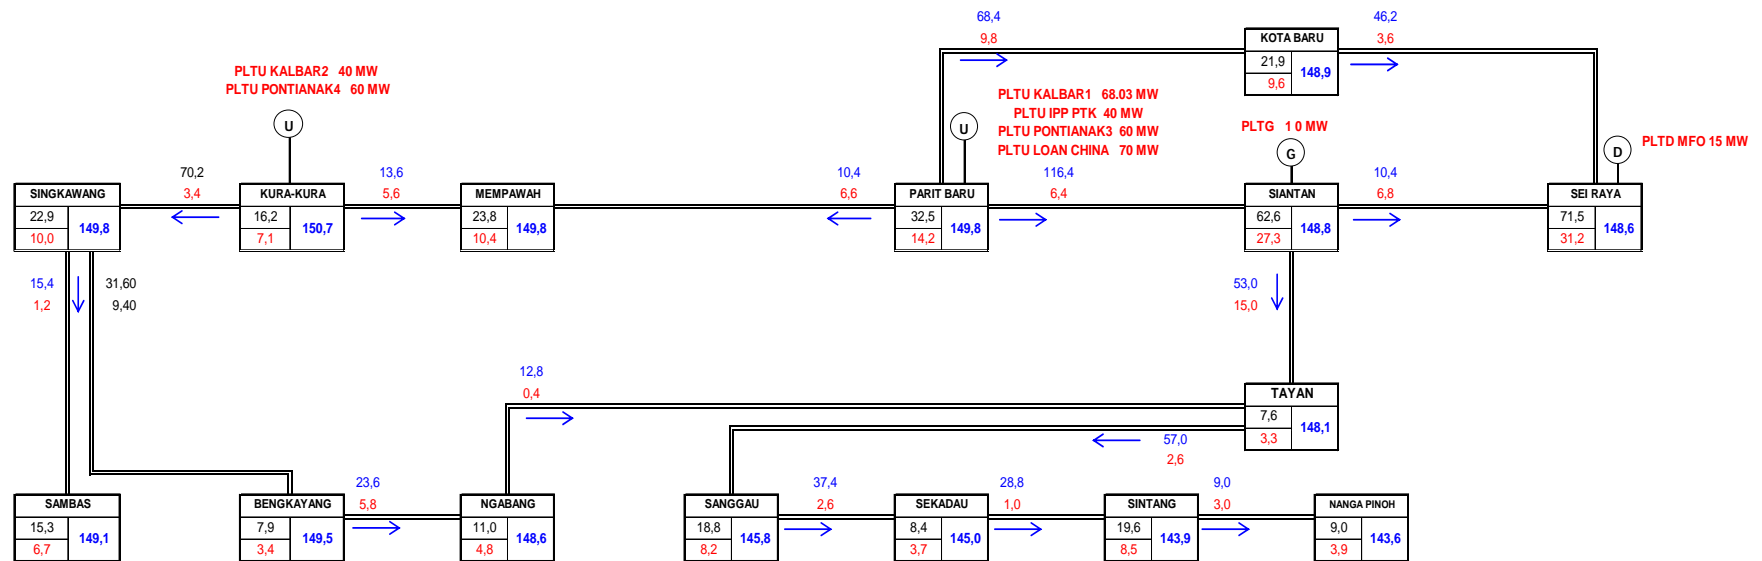 68,4
9,8
46,2
3,6
KOTA BARU
21,9
9,6
148,9
PLTU KALBAR2 40 MW
PLTU PONTIANAK4 60 MW
U
PLTU KALBAR1 68.03 MW
PLTU IPP PTK 40 MW
PLTU PONTIANAK3 60 MW
PLTU LOAN CHINA 70 MW
U
PLTG 1 0 MW
G
D
PLTD MFO 15 MW
70,2
3,4
13,6
5,6
10,4
6,6
116,4
6,4
10,4
6,8
SINGKAWANG
22,9
10,0
149,8
KURA-KURA
16,2
7,1
150,7
MEMPAWAH
23,8
10,4
149,8
PARIT BARU
32,5
14,2
149,8
SIANTAN
62,6
27,3
148,8
SEI RAYA
71,5
31,2
148,6
15,4
1,2
31,60
9,40
53,0
15,0
12,8
0,4
TAYAN
7,6
3,3
148,1
57,0
2,6
23,6
5,8
37,4
2,6
28,8
1,0
9,0
3,0
SAMBAS
15,3
6,7
149,1
BENGKAYANG
7,9
3,4
149,5
NGABANG
11,0
4,8
148,6
SANGGAU
18,8
8,2
145,8
SEKADAU
8,4
3,7
145,0
SINTANG
19,6
8,5
143,9
NANGA PINOH
9,0
3,9
143,6